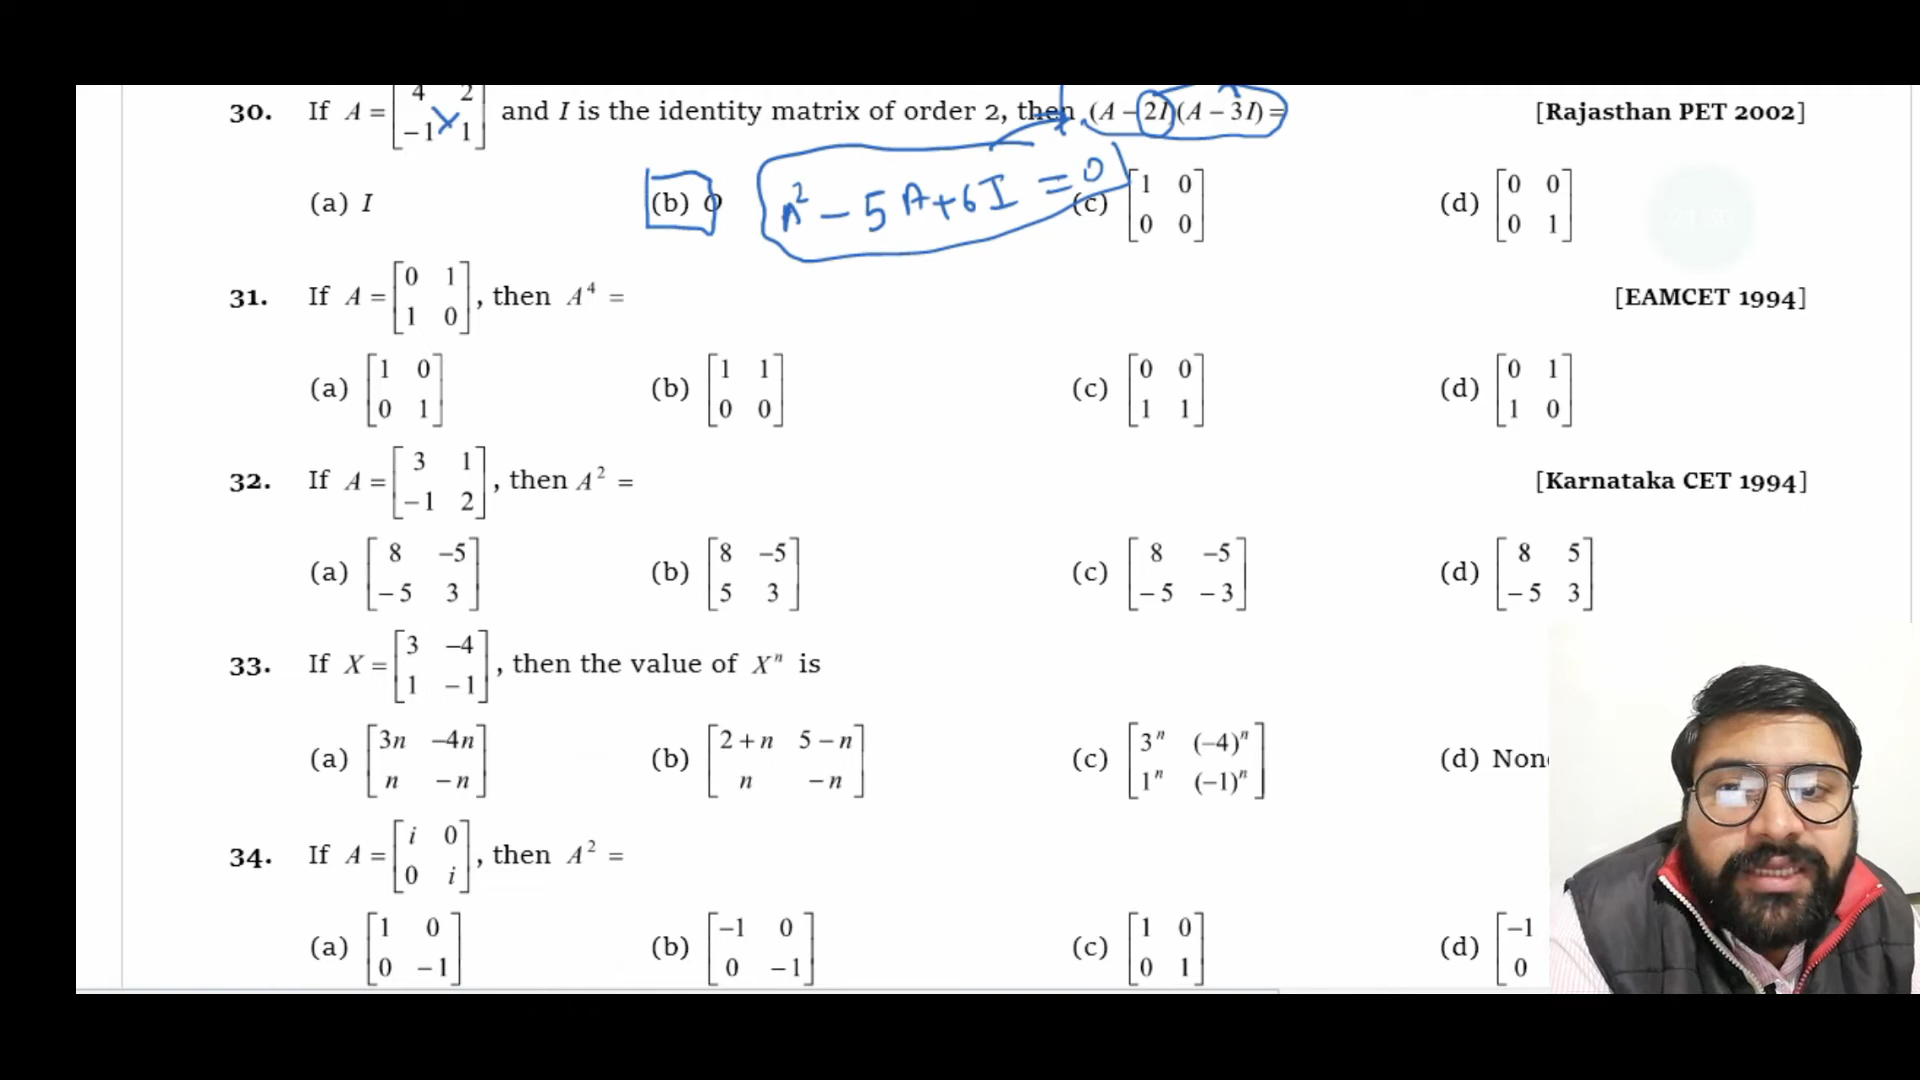 30. If A = [4 2; −1 1] and I is the identity matrix of order 2, then (A − 2I)(A − 3I) = [Rajasthan PET 2002]
(a) I (b) O (c) [1 0; 0 0] (d) [0 0; 0 1]
A² − 5A + 6I = 0
31. If A = [0 1; 1 0], then A⁴ = [EAMCET 1994]
(a) [1 0; 0 1] (b) [1 1; 0 0] (c) [0 0; 1 1] (d) [0 1; 1 0]
32. If A = [3 1; −1 2], then A² = [Karnataka CET 1994]
(a) [8 −5; −5 3] (b) [8 −5; 5 3] (c) [8 −5; −5 −3] (d) [8 5; −5 3]
33. If X = [3 −4; 1 −1], then the value of Xⁿ is
(a) [3n −4n; n −n] (b) [2+n 5−n; n −n] (c) [3ⁿ (−4)ⁿ; 1ⁿ (−1)ⁿ] (d)
34. If A = [i 0; 0 i], then A² =
(a) [1 0; 0 −1] (b) [−1 0; 0 −1] (c) [1 0; 0 1] (d) [−1; 0